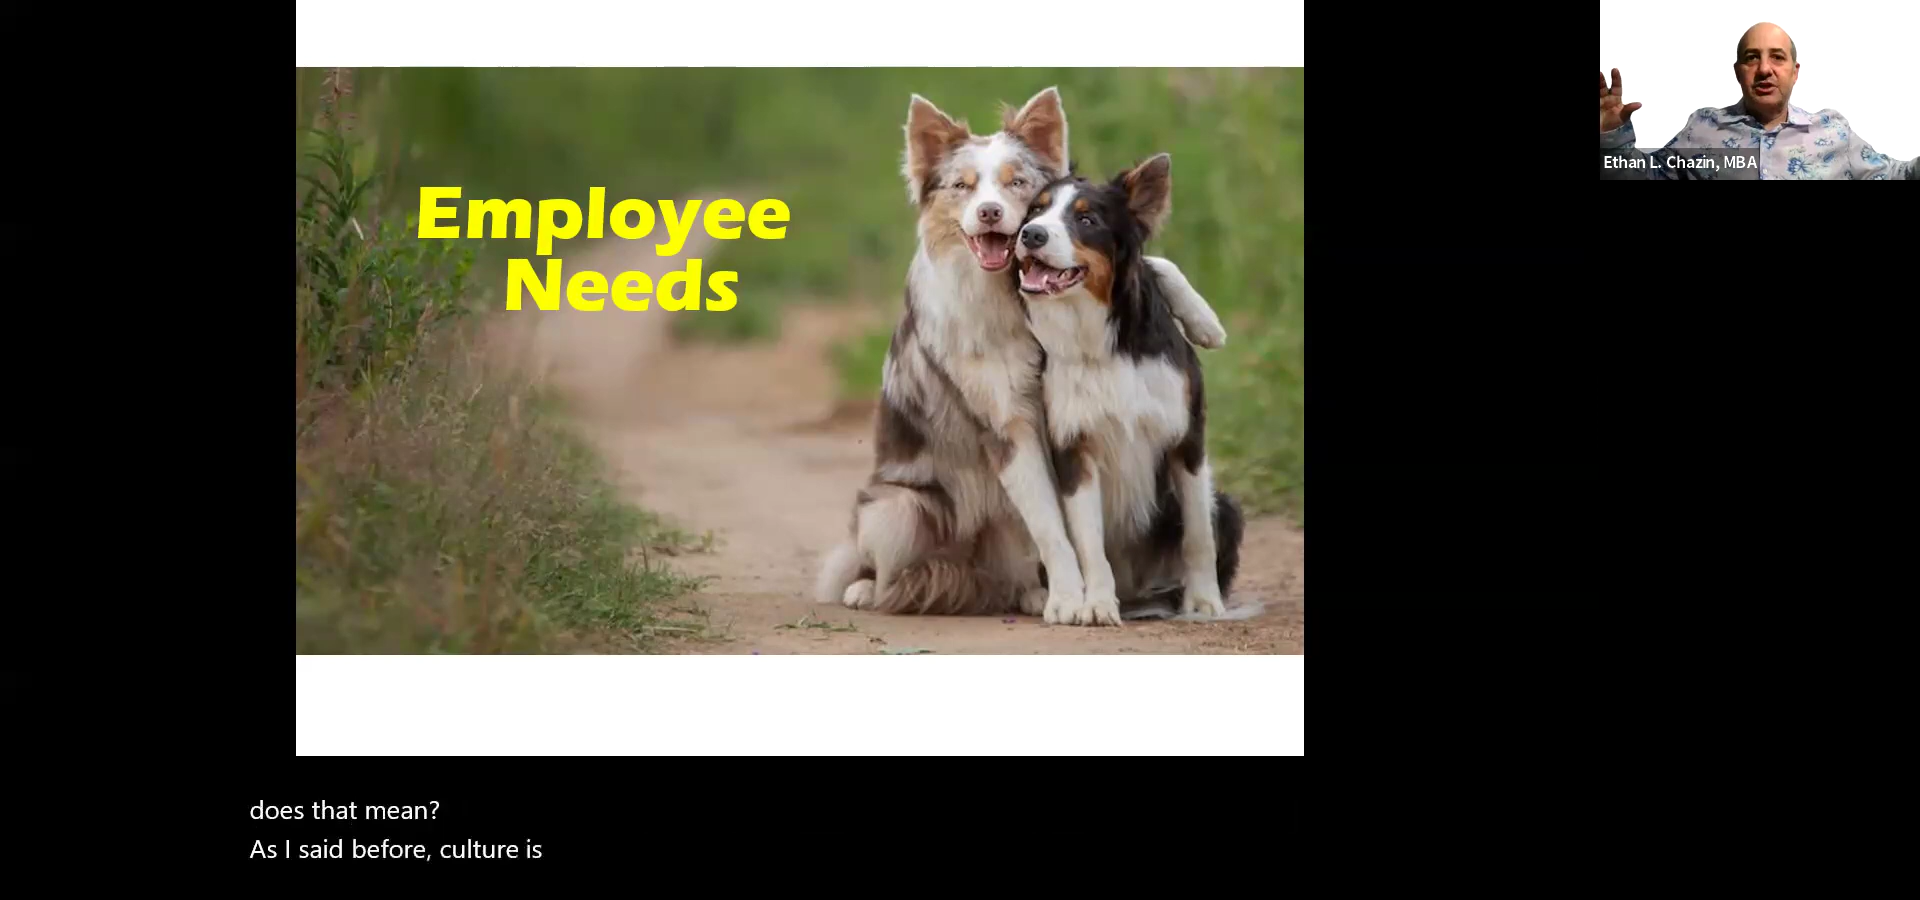 Employee
Needs
Ethan L. Chazin, MBA
does that mean?
As I said before, culture is